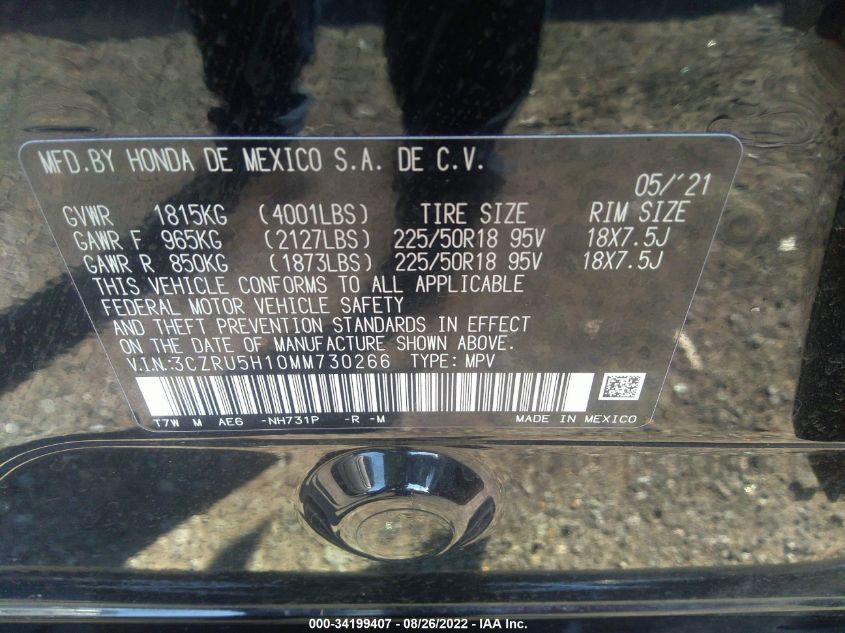 MFD.BY HONDA DE MEXICO S.A. DE C.V.
05/'21
GVWR 1815KG (4001LBS) TIRE SIZE RIM SIZE
GAWR F 965KG (2127LBS) 225/50R18 95V 18X7.5J
GAWR R 850KG (1873LBS) 225/50R18 95V 18X7.5J
THIS VEHICLE CONFORMS TO ALL APPLICABLE
FEDERAL MOTOR VEHICLE SAFETY
AND THEFT PREVENTION STANDARDS IN EFFECT
ON THE DATE OF MANUFACTURE SHOWN ABOVE.
V.I.N.:3CZRU5H10MM730266 TYPE: MPV
T7W M AE6 -NH731P -R -M MADE IN MEXICO
000-34199407 - 08/26/2022 - IAA Inc.